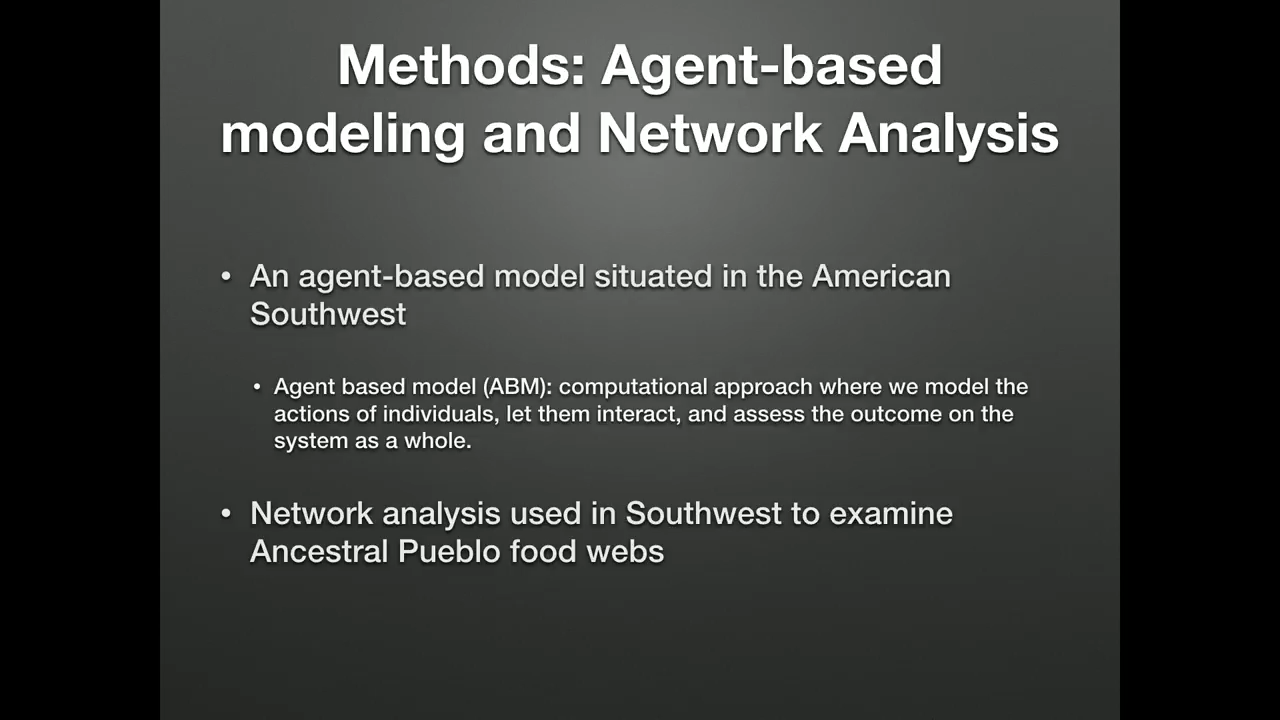 Methods: Agent-based
modeling and Network Analysis
• An agent-based model situated in the American
Southwest
• Agent based model (ABM): computational approach where we model the
actions of individuals, let them interact, and assess the outcome on the
system as a whole.
• Network analysis used in Southwest to examine
Ancestral Pueblo food webs